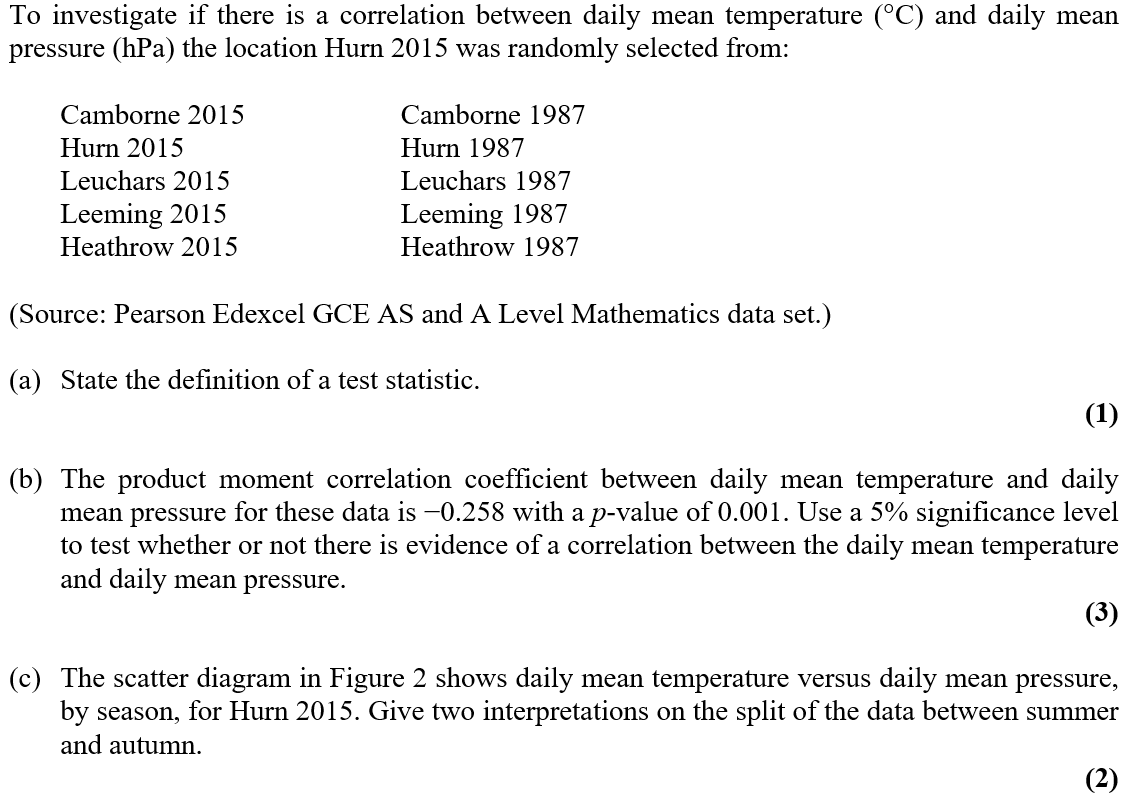 To investigate if there is a correlation between daily mean temperature (°C) and daily mean
pressure (hPa) the location Hurn 2015 was randomly selected from:
Camborne 2015 Camborne 1987
Hurn 2015 Hurn 1987
Leuchars 2015 Leuchars 1987
Leeming 2015 Leeming 1987
Heathrow 2015 Heathrow 1987
(Source: Pearson Edexcel GCE AS and A Level Mathematics data set.)
(a) State the definition of a test statistic.
(1)
(b) The product moment correlation coefficient between daily mean temperature and daily
mean pressure for these data is −0.258 with a p-value of 0.001. Use a 5% significance level
to test whether or not there is evidence of a correlation between the daily mean temperature
and daily mean pressure.
(3)
(c) The scatter diagram in Figure 2 shows daily mean temperature versus daily mean pressure,
by season, for Hurn 2015. Give two interpretations on the split of the data between summer
and autumn.
(2)